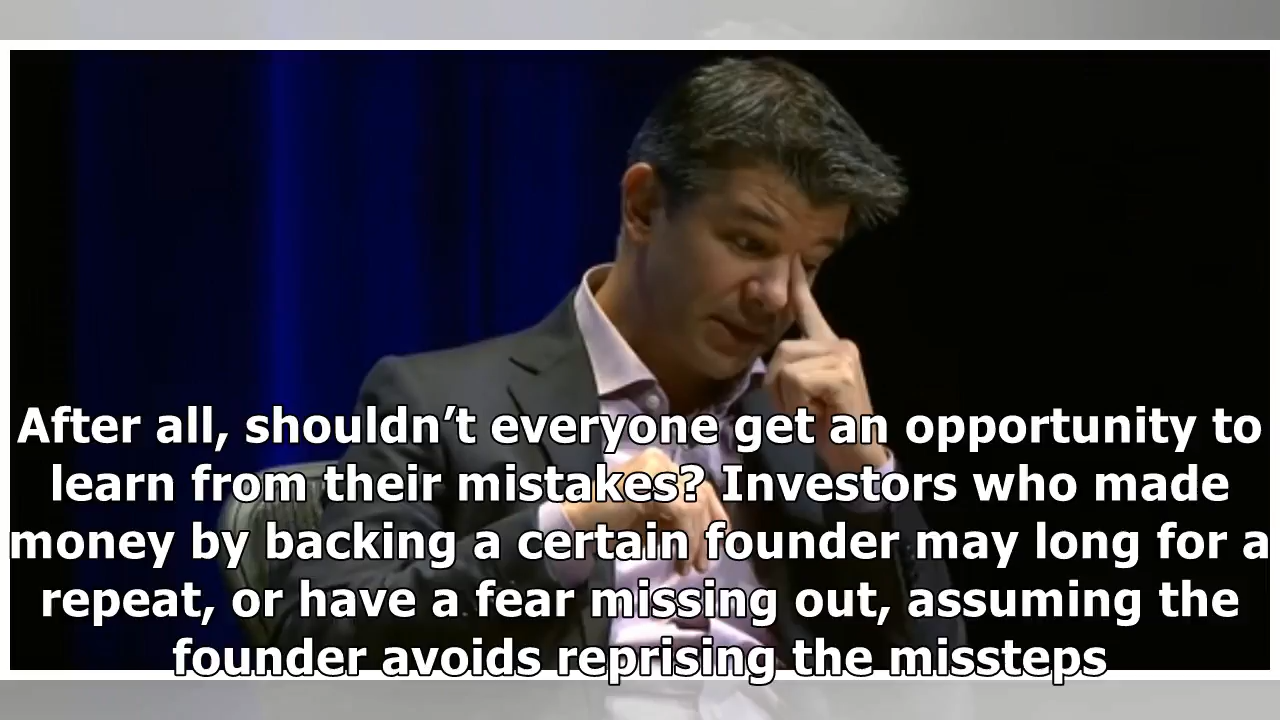 After all, shouldn’t everyone get an opportunity to
learn from their mistakes? Investors who made
money by backing a certain founder may long for a
repeat, or have a fear missing out, assuming the
founder avoids reprising the missteps